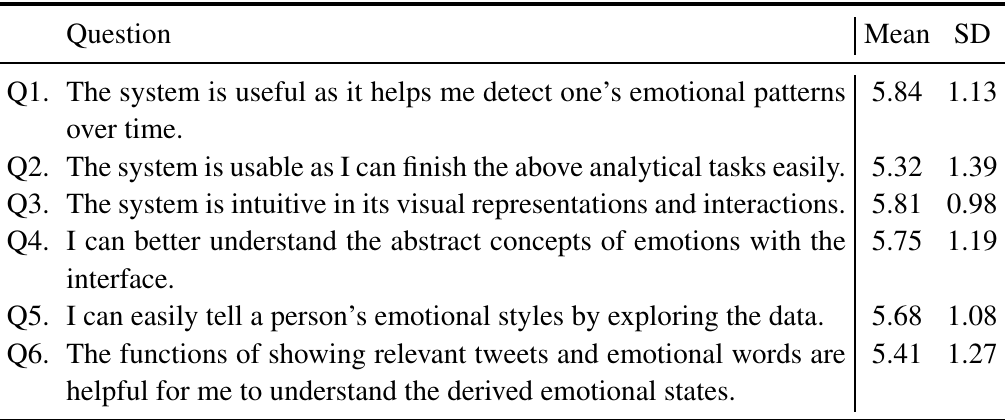 Question Mean SD
Q1. The system is useful as it helps me detect one's emotional patterns 5.84 1.13
over time.
Q2. The system is usable as I can finish the above analytical tasks easily. 5.32 1.39
Q3. The system is intuitive in its visual representations and interactions. 5.81 0.98
Q4. I can better understand the abstract concepts of emotions with the 5.75 1.19
interface.
Q5. I can easily tell a person's emotional styles by exploring the data. 5.68 1.08
Q6. The functions of showing relevant tweets and emotional words are 5.41 1.27
helpful for me to understand the derived emotional states.